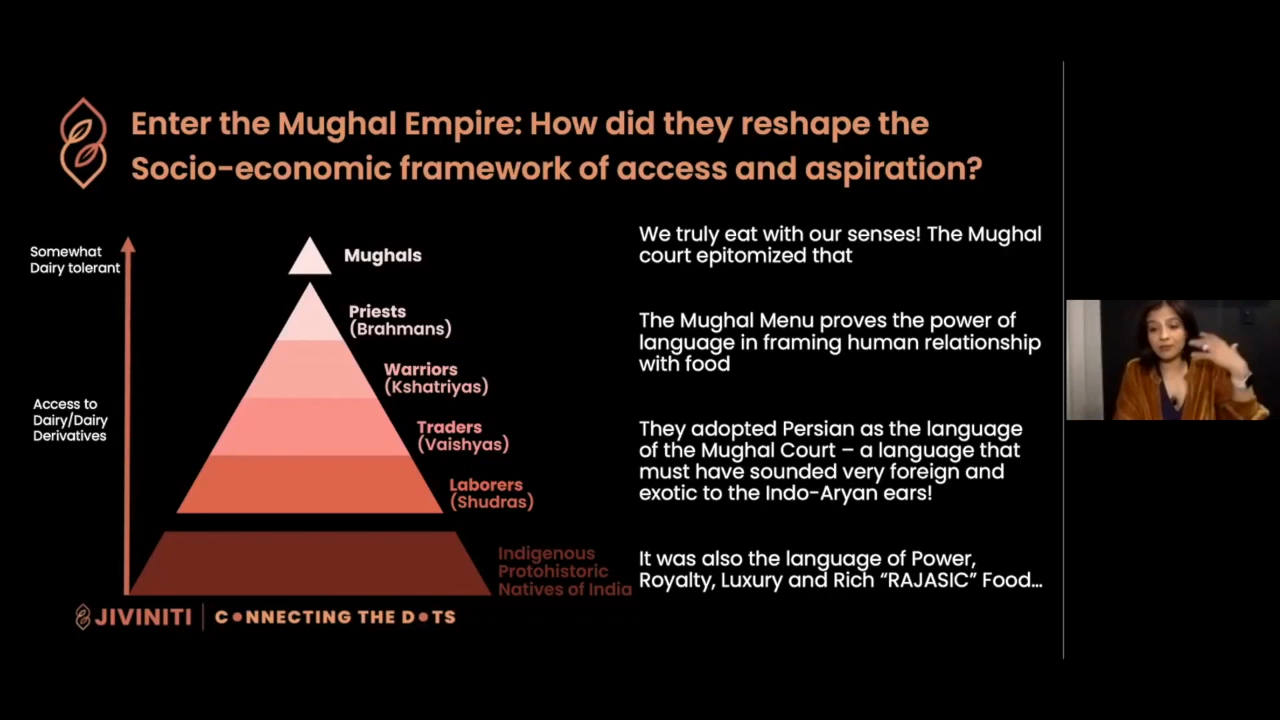 Enter the Mughal Empire: How did they reshape the
Socio-economic framework of access and aspiration?
Somewhat
Dairy tolerant
Access to
Dairy/Dairy
Derivatives
Mughals
Priests
(Brahmans)
Warriors
(Kshatriyas)
Traders
(Vaishyas)
Laborers
(Shudras)
Indigenous
Protohistoric
Natives of India
We truly eat with our senses! The Mughal
court epitomized that
The Mughal Menu proves the power of
language in framing human relationship
with food
They adopted Persian as the language
of the Mughal Court – a language that
must have sounded very foreign and
exotic to the Indo-Aryan ears!
It was also the language of Power,
Royalty, Luxury and Rich “RAJASIC” Food...
JIVINITI | CONNECTING THE DOTS